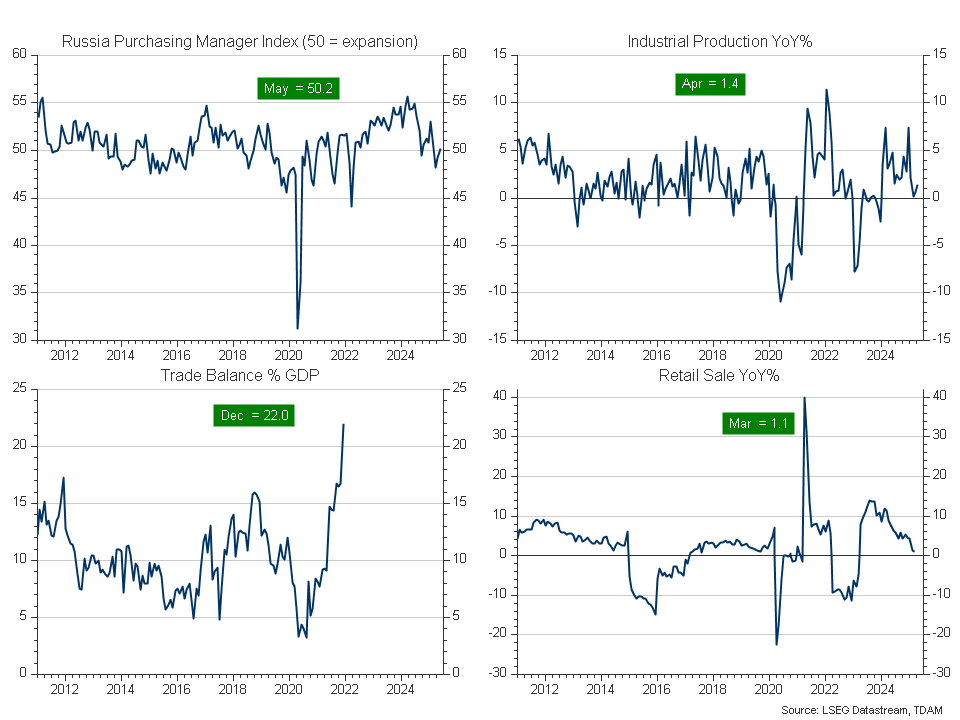 Russia Purchasing Manager Index (50 = expansion)
60 60
May = 50.2
55 55
50 50
45 45
40 40
35 35
30 30
2012 2014 2016 2018 2020 2022 2024
Industrial Production YoY%
15 15
Apr = 1.4
10 10
5 5
0 0
-5 -5
-10 -10
-15 -15
2012 2014 2016 2018 2020 2022 2024
Trade Balance % GDP
25 25
Dec = 22.0
20 20
15 15
10 10
5 5
0 0
2012 2014 2016 2018 2020 2022 2024
Retail Sale YoY%
40 40
Mar = 1.1
30 30
20 20
10 10
0 0
-10 -10
-20 -20
-30 -30
2012 2014 2016 2018 2020 2022 2024
Source: LSEG Datastream, TDAM